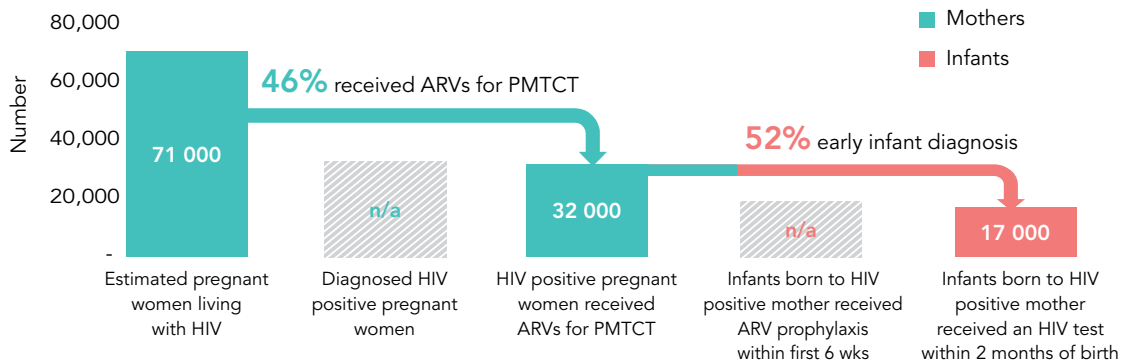 80,000
60,000
40,000
20,000
-
Number
Mothers
Infants
46% received ARVs for PMTCT
52% early infant diagnosis
71 000
n/a
32 000
n/a
17 000
Estimated pregnant
women living
with HIV
Diagnosed HIV
positive pregnant
women
HIV positive pregnant
women received
ARVs for PMTCT
Infants born to HIV
positive mother received
ARV prophylaxis
within first 6 wks
Infants born to HIV
positive mother
received an HIV test
within 2 months of birth